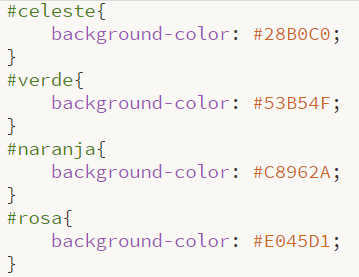 #celeste{
    background-color: #28B0C0;
}
#verde{
    background-color: #53B54F;
}
#naranja{
    background-color: #C8962A;
}
#rosa{
    background-color: #E045D1;
}